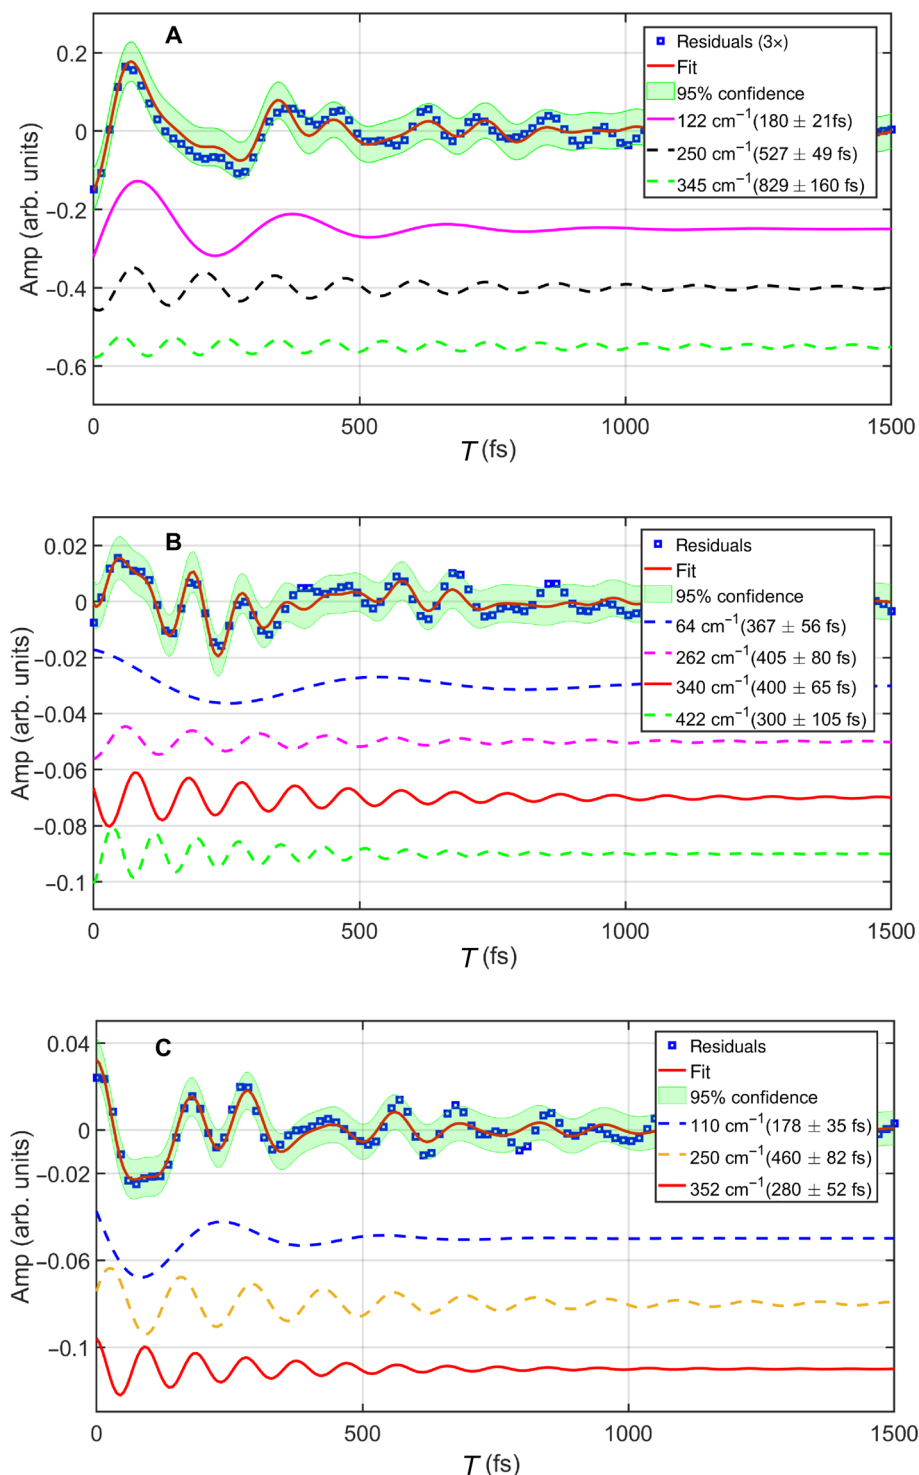 A
0.2
0
−0.2
−0.4
−0.6
Amp (arb. units)
Residuals (3×)
Fit
95% confidence
122 cm⁻¹(180 ± 21fs)
250 cm⁻¹(527 ± 49 fs)
345 cm⁻¹(829 ± 160 fs)
0 500 1000 1500
T (fs)
B
0.02
0
−0.02
−0.04
−0.06
−0.08
−0.1
Amp (arb. units)
Residuals
Fit
95% confidence
64 cm⁻¹(367 ± 56 fs)
262 cm⁻¹(405 ± 80 fs)
340 cm⁻¹(400 ± 65 fs)
422 cm⁻¹(300 ± 105 fs)
0 500 1000 1500
T (fs)
C
0.04
0
−0.02
−0.06
−0.1
Amp (arb. units)
Residuals
Fit
95% confidence
110 cm⁻¹(178 ± 35 fs)
250 cm⁻¹(460 ± 82 fs)
352 cm⁻¹(280 ± 52 fs)
0 500 1000 1500
T (fs)